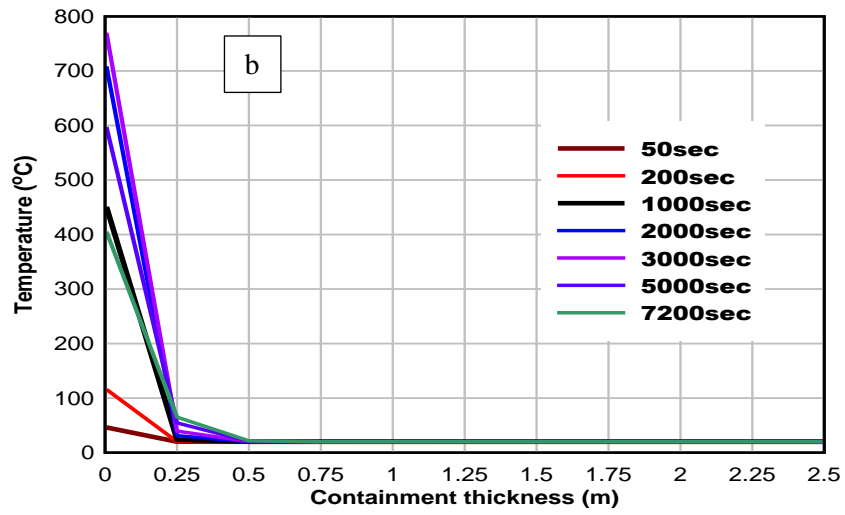 800
b
700
600
500
400
300
200
100
0
Temperature (°C)
50sec
200sec
1000sec
2000sec
3000sec
5000sec
7200sec
0 0.25 0.5 0.75 1 1.25 1.5 1.75 2 2.25 2.5
Containment thickness (m)